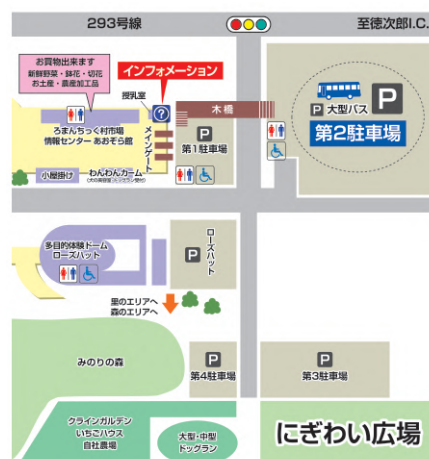 293号線
至徳次郎I.C.
お買物出来ます
新鮮野菜・鉢花・切花
お土産・農産加工品
インフォメーション
授乳室
?
木橋
メインゲート
P
第1駐車場
P 大型バス P
第2駐車場
ろまんちっく村市場
情報センター あおぞら館
小屋掛け
わんわんカーム
多目的体験ドーム
ローズハット
ローズハット
P
里のエリアへ
森のエリアへ
みのりの森
P
第4駐車場
P
第3駐車場
クラインガルテン
いちごハウス
自社農場
大型・中型
ドッグラン
にぎわい広場